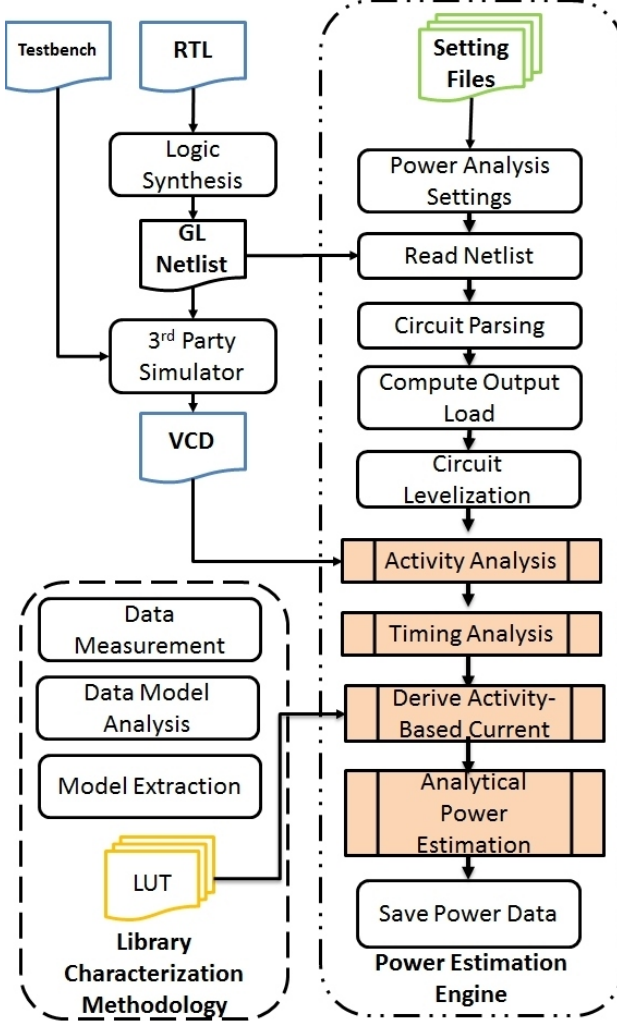 Testbench
RTL
Logic
Synthesis
GL
Netlist
3rd Party
Simulator
VCD
Data
Measurement
Data Model
Analysis
Model Extraction
LUT
Library
Characterization
Methodology
Setting
Files
Power Analysis
Settings
Read Netlist
Circuit Parsing
Compute Output
Load
Circuit
Levelization
Activity Analysis
Timing Analysis
Derive Activity-
Based Current
Analytical
Power
Estimation
Save Power Data
Power Estimation
Engine